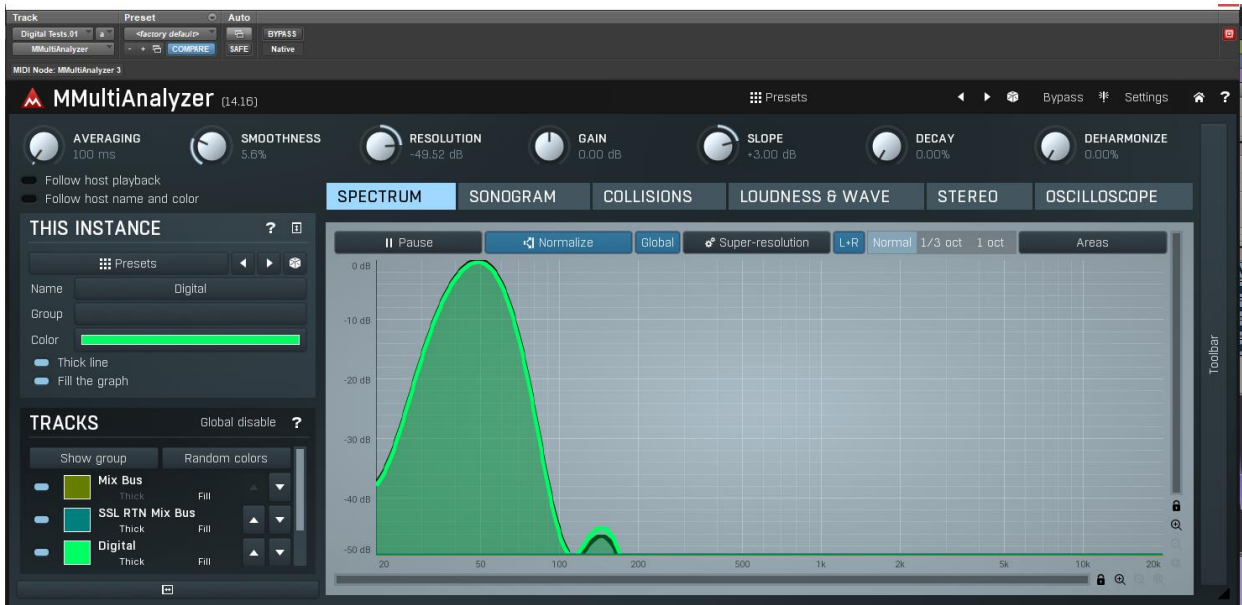 Track Preset Auto
Digital Tests.01 a <factory default> BYPASS
MMultiAnalyzer - + COMPARE SAFE Native
MIDI Node: MMultiAnalyzer 3
MMultiAnalyzer (14.16) Presets Bypass Settings ?
AVERAGING SMOOTHNESS RESOLUTION GAIN SLOPE DECAY DEHARMONIZE
100 ms 5.6% -49.52 dB 0.00 dB +3.00 dB 0.00% 0.00%
Follow host playback
Follow host name and color
SPECTRUM SONOGRAM COLLISIONS LOUDNESS & WAVE STEREO OSCILLOSCOPE
THIS INSTANCE ?
Pause Normalize Global Super-resolution L+R Normal 1/3 oct 1 oct Areas
Presets
Name Digital
Group
Color
Thick line
Fill the graph
TRACKS Global disable ?
Show group Random colors
Mix Bus
Thick Fill
SSL RTN Mix Bus
Thick Fill
Digital
Thick Fill
0 dB
-10 dB
-20 dB
-30 dB
-40 dB
-50 dB
20 50 100 200 500 1k 2k 5k 10k 20k
Toolbar